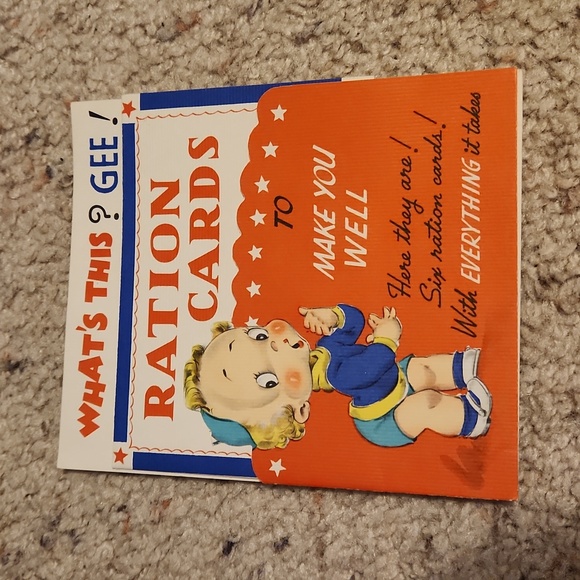 WHAT'S THIS ? GEE !
RATION
CARDS
TO
MAKE YOU
WELL
Here they are!
Six ration cards!
With EVERYTHING it takes